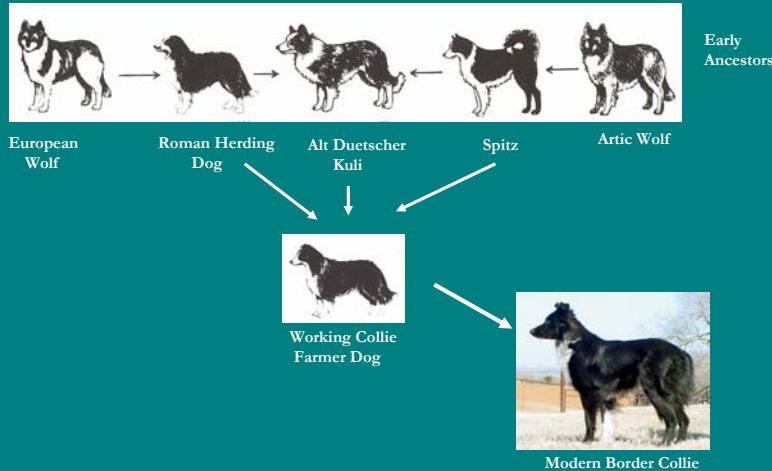 Early
Ancestors
European
Wolf
Roman Herding
Dog
Alt Duetscher
Kuli
Spitz
Artic Wolf
Working Collie
Farmer Dog
Modern Border Collie